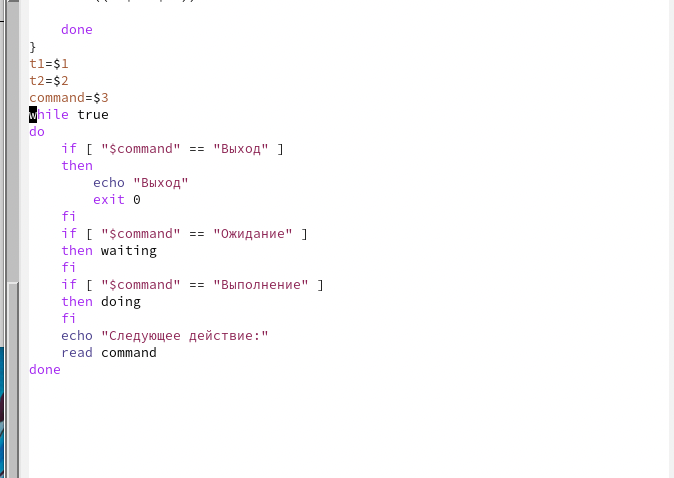 done
}
t1=$1
t2=$2
command=$3
while true
do
if [ "$command" == "Выход" ]
then
echo "Выход"
exit 0
fi
if [ "$command" == "Ожидание" ]
then waiting
fi
if [ "$command" == "Выполнение" ]
then doing
fi
echo "Следующее действие:"
read command
done